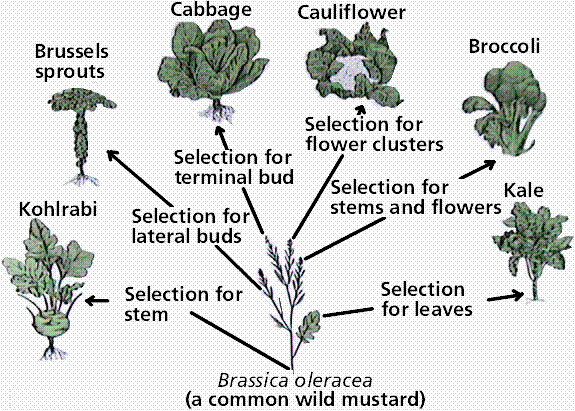 Cabbage
Cauliflower
Brussels
sprouts
Broccoli
Selection for
flower clusters
Selection for
terminal bud
Selection for
stems and flowers
Kale
Kohlrabi
Selection for
lateral buds
Selection for
stem
Selection
for leaves
Brassica oleracea
(a common wild mustard)